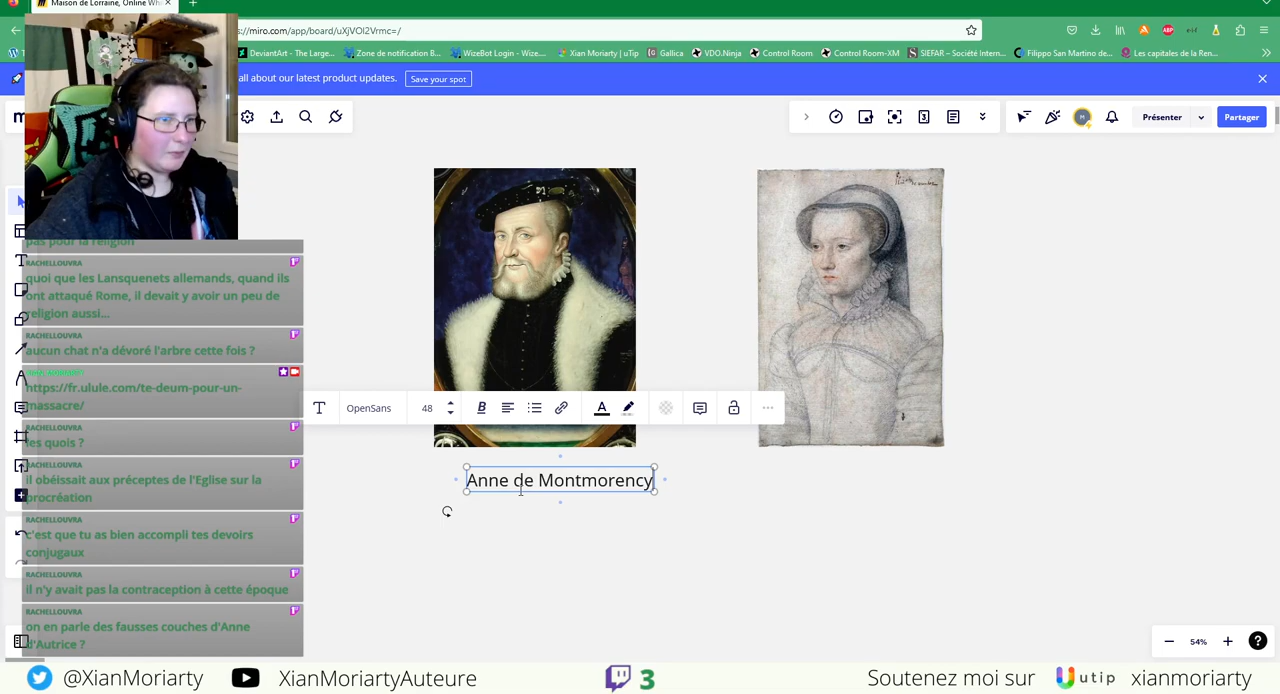 Maison de Lorraine, Online Wh...
://miro.com/app/board/uXjVOl2Vrmc=/
DeviantArt - The Large...
Zone de notification B...
WizeBot Login - Wize....
Xian Moriarty | uTip
Gallica
VDO.Ninja
Control Room
Control Room-XM
SIEFAR — Société Intern...
Filippo San Martino de...
Les capitales de la Ren...
all about our latest product updates.
Save your spot
Présenter
Partager
pas pour la religion
RACHELLOUVRA
quoi que les Lansquenets allemands, quand ils
ont attaqué Rome, il devait y avoir un peu de
religion aussi...
RACHELLOUVRA
aucun chat n'a dévoré l'arbre cette fois ?
https://fr.ulule.com/te-deum-pour-un-
massacre/
RACHELLOUVRA
les quois ?
RACHELLOUVRA
il obéissait aux préceptes de l'Eglise sur la
procréation
RACHELLOUVRA
c'est que tu as bien accompli tes devoirs
conjugaux
RACHELLOUVRA
il n'y avait pas la contraception à cette époque
RACHELLOUVRA
on en parle des fausses couches d'Anne
d'Autrice ?
OpenSans
48
Anne de Montmorency
54%
@XianMoriarty
XianMoriartyAuteure
3
Soutenez moi sur
utip
xianmoriarty